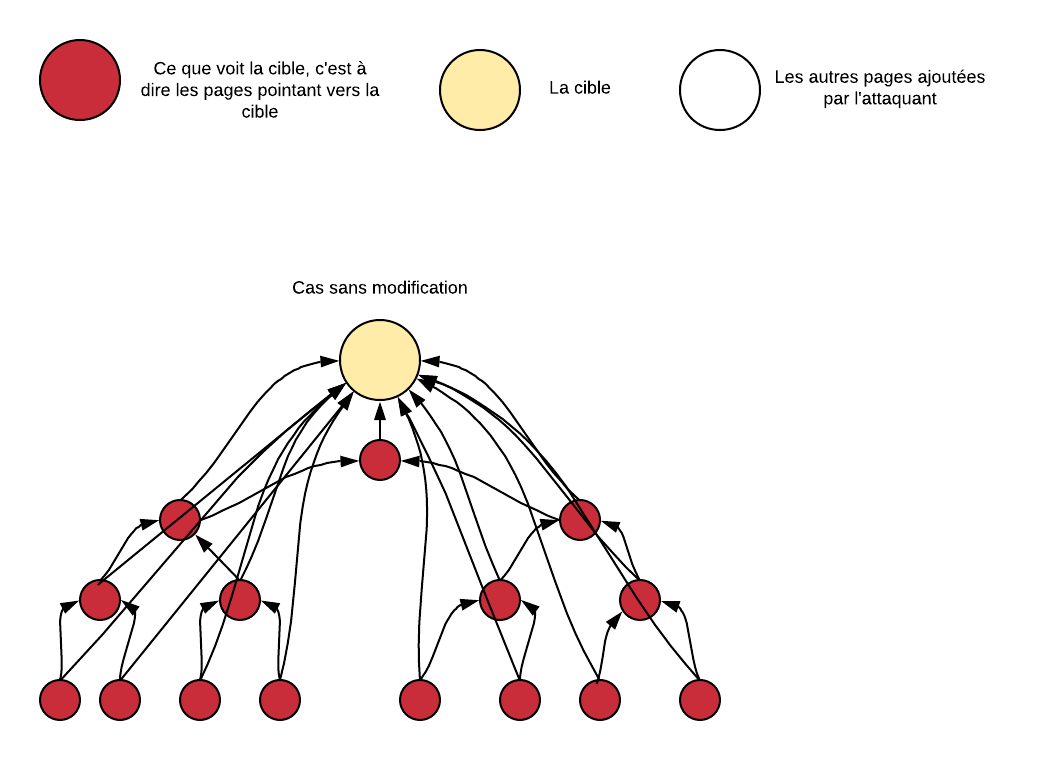 Ce que voit la cible, c'est à
dire les pages pointant vers la
cible
La cible
Les autres pages ajoutées
par l'attaquant
Cas sans modification